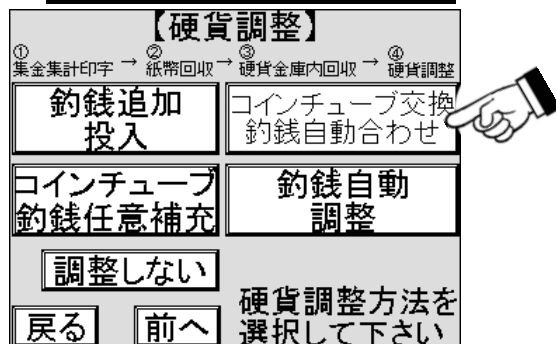 【硬貨調整】
① ② ③ ④
集金集計印字 → 紙幣回収 → 硬貨金庫内回収 → 硬貨調整
釣銭追加
投入
コインチューブ交換
釣銭自動合わせ
コインチューブ
釣銭任意補充
釣銭自動
調整
調整しない
戻る
前へ
硬貨調整方法を
選択して下さい